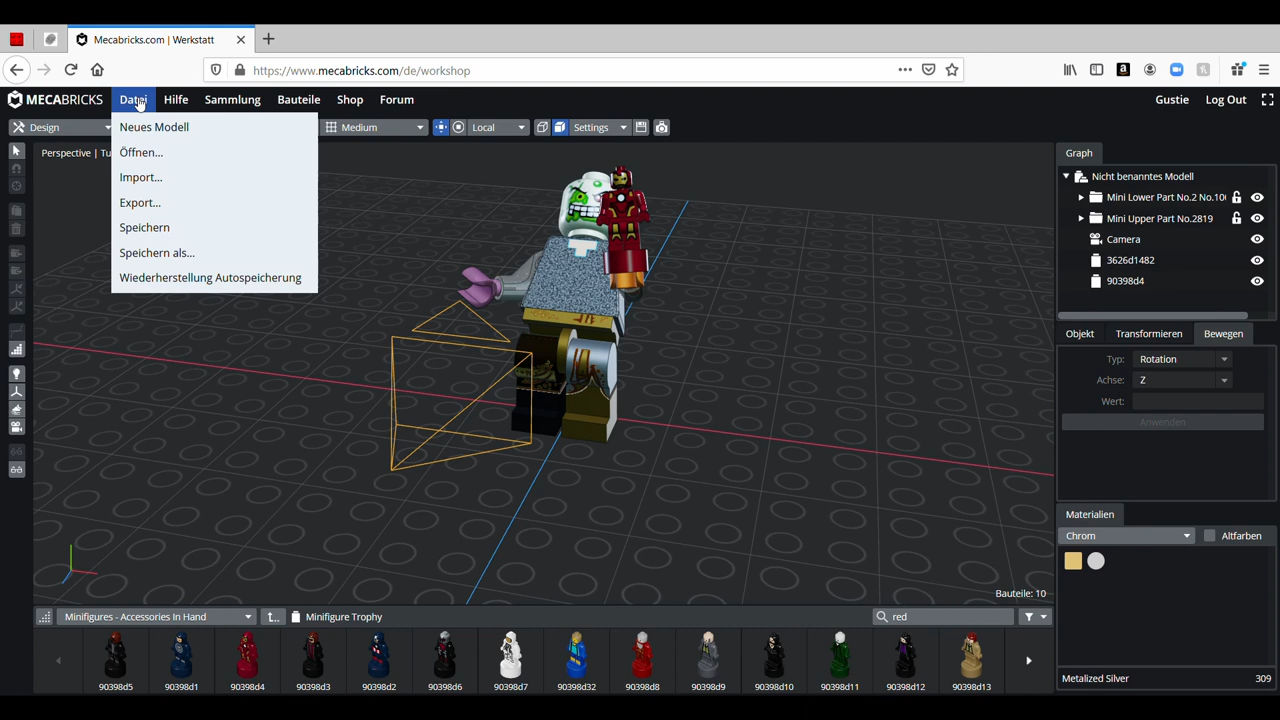 Mecabricks.com | Werkstatt
https://www.mecabricks.com/de/workshop
MECABRICKS Datei Hilfe Sammlung Bauteile Shop Forum Gustie Log Out
Design Medium Local Settings
Neues Modell
Öffnen...
Import...
Export...
Speichern
Speichern als...
Wiederherstellung Autospeicherung
Perspective | Tu
Graph
Nicht benanntes Modell
Mini Lower Part No.2 No.10
Mini Upper Part No.2819
Camera
3626d1482
90398d4
Objekt Transformieren Bewegen
Typ: Rotation
Achse: Z
Wert:
Anwenden
Materialien
Chrom Altfarben
Bauteile: 10
Minifigures - Accessories In Hand t... Minifigure Trophy red
90398d5 90398d1 90398d4 90398d3 90398d2 90398d6 90398d7 90398d32 90398d8 90398d9 90398d10 90398d11 90398d12 90398d13
Metalized Silver 309